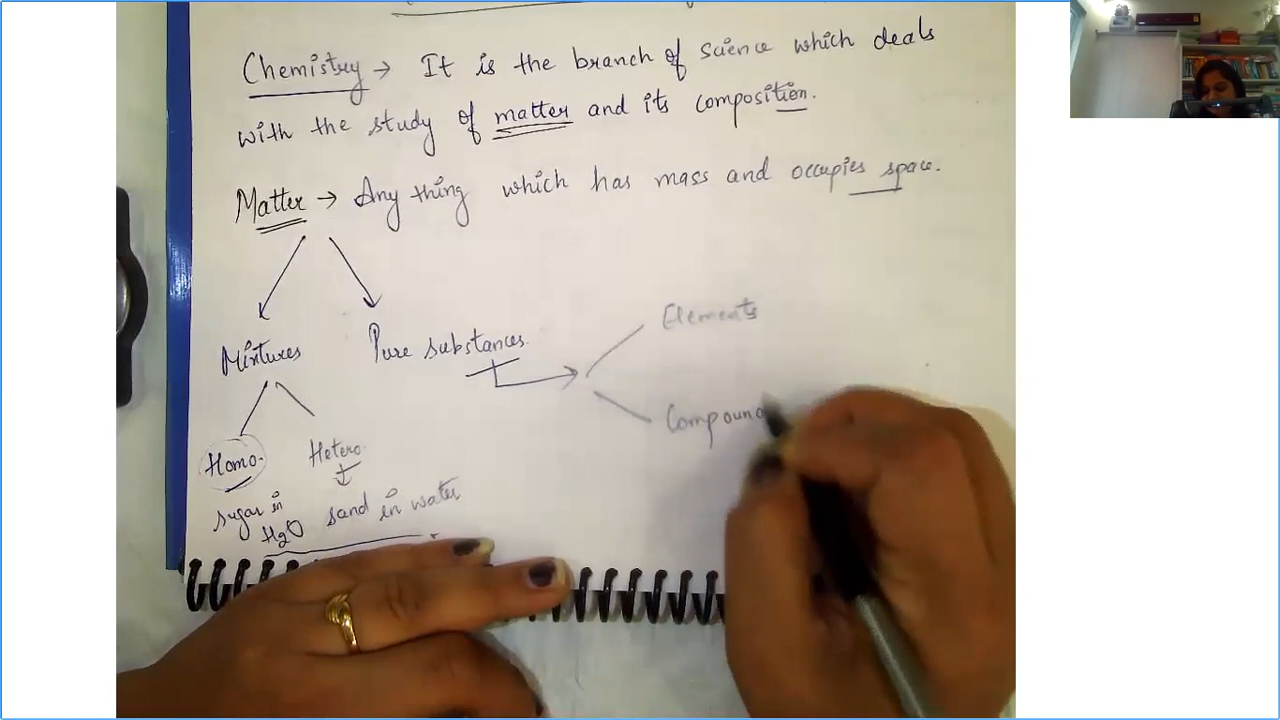 Chemistry → It is the branch of science which deals
with the study of matter and its composition.
Matter → Any thing which has mass and occupies space.
Elements
Mixtures
Pure substances.
Compoun
Homo.
Hetero.
sugar in
H2O
sand in water